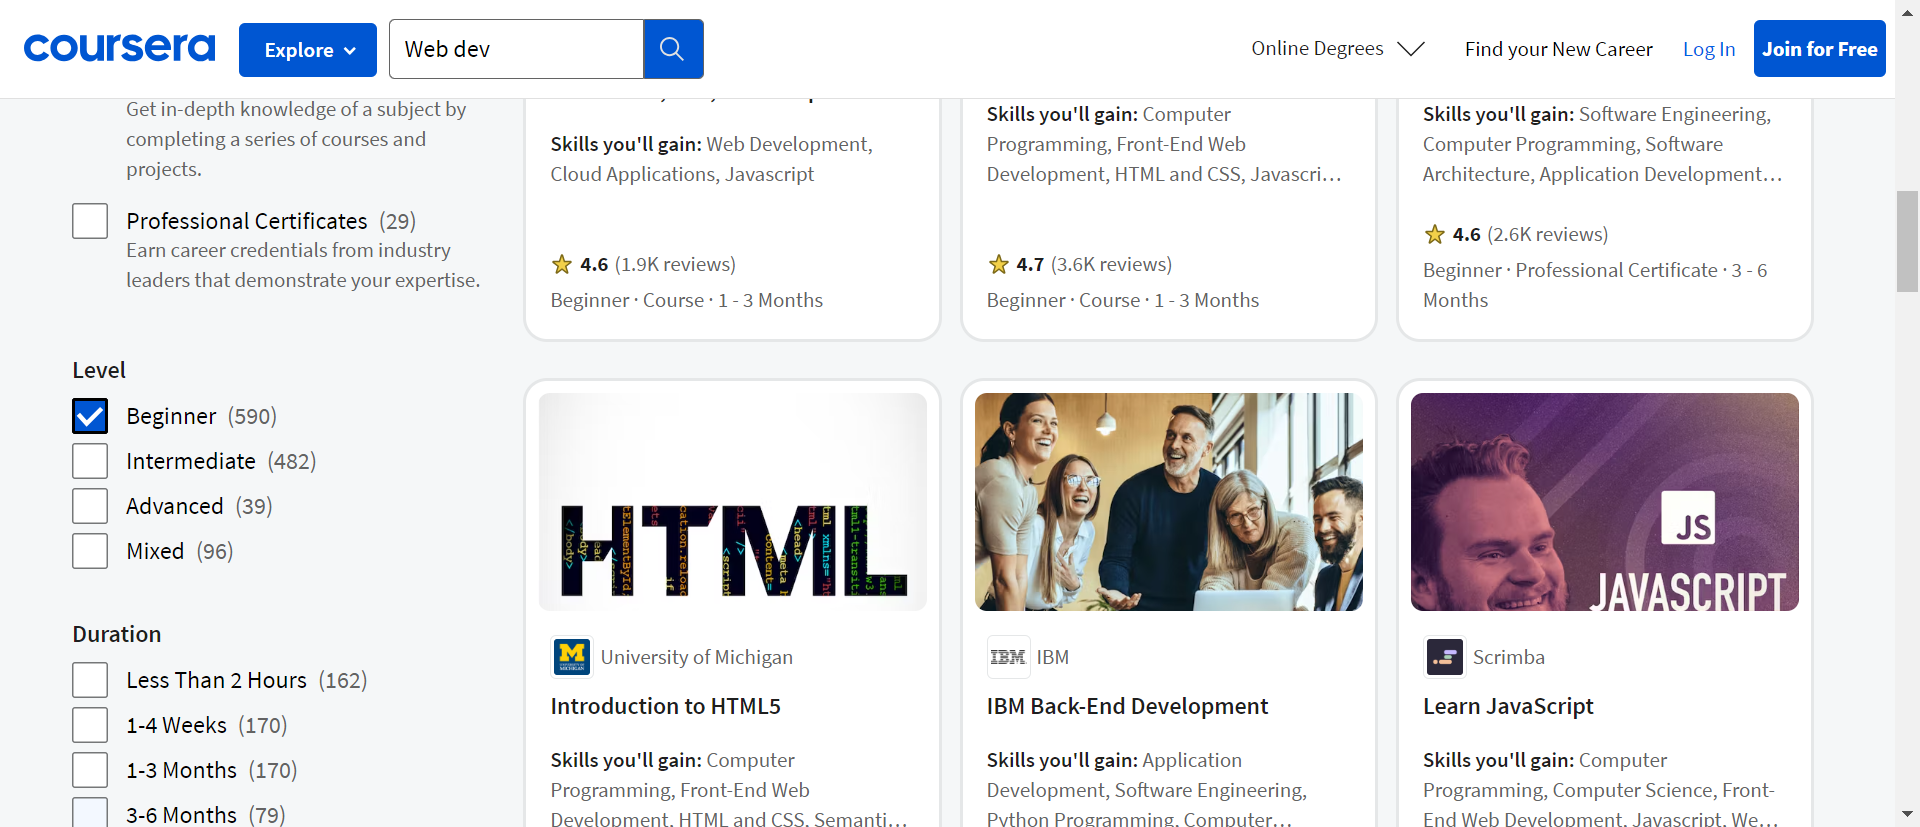 coursera
Explore
Web dev
Online Degrees
Find your New Career
Log In
Join for Free
Get in-depth knowledge of a subject by
completing a series of courses and
projects.
Professional Certificates (29)
Earn career credentials from industry
leaders that demonstrate your expertise.
Level
Beginner (590)
Intermediate (482)
Advanced (39)
Mixed (96)
Duration
Less Than 2 Hours (162)
1-4 Weeks (170)
1-3 Months (170)
3-6 Months (79)
Skills you'll gain: Web Development,
Cloud Applications, Javascript
4.6 (1.9K reviews)
Beginner · Course · 1 - 3 Months
Skills you'll gain: Computer
Programming, Front-End Web
Development, HTML and CSS, Javascri...
4.7 (3.6K reviews)
Beginner · Course · 1 - 3 Months
Skills you'll gain: Software Engineering,
Computer Programming, Software
Architecture, Application Development...
4.6 (2.6K reviews)
Beginner · Professional Certificate · 3 - 6
Months
HTML
M
University of Michigan
Introduction to HTML5
Skills you'll gain: Computer
Programming, Front-End Web
Development, HTML and CSS, Semanti...
IBM
IBM
IBM Back-End Development
Skills you'll gain: Application
Development, Software Engineering,
Python Programming, Computer...
JS
JAVASCRIPT
Scrimba
Learn JavaScript
Skills you'll gain: Computer
Programming, Computer Science, Front-
End Web Development, Javascript, We...